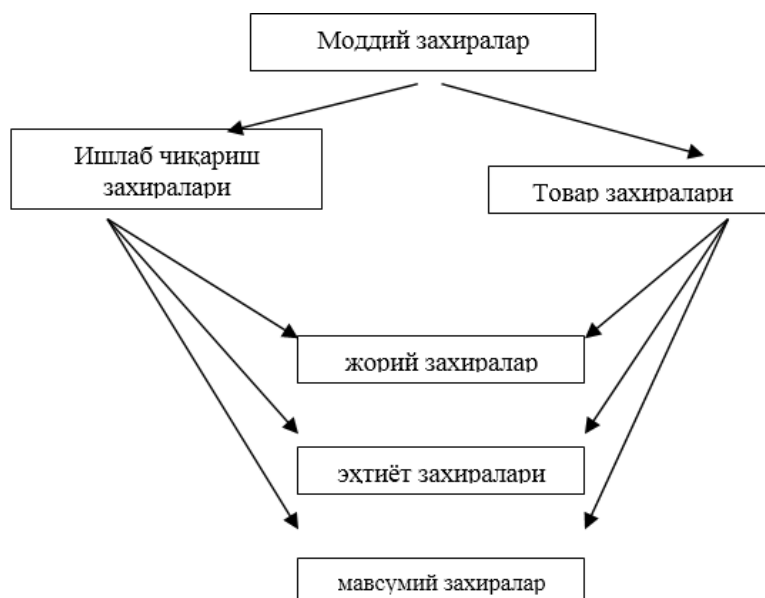 Моддий захиралар
Ишлаб чиқариш
захиралари
Товар захиралари
жорий захиралар
эҳтиёт захиралари
мавсумий захиралар